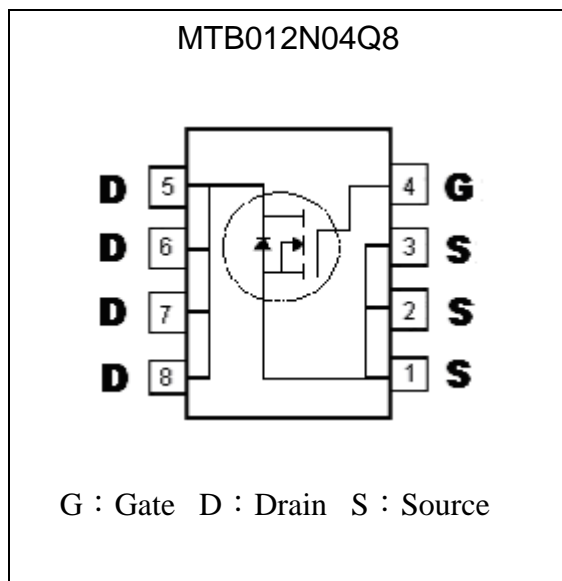 MTB012N04Q8
D 5 4 G
D 6 3 S
D 7 2 S
D 8 1 S
G：Gate D：Drain S：Source